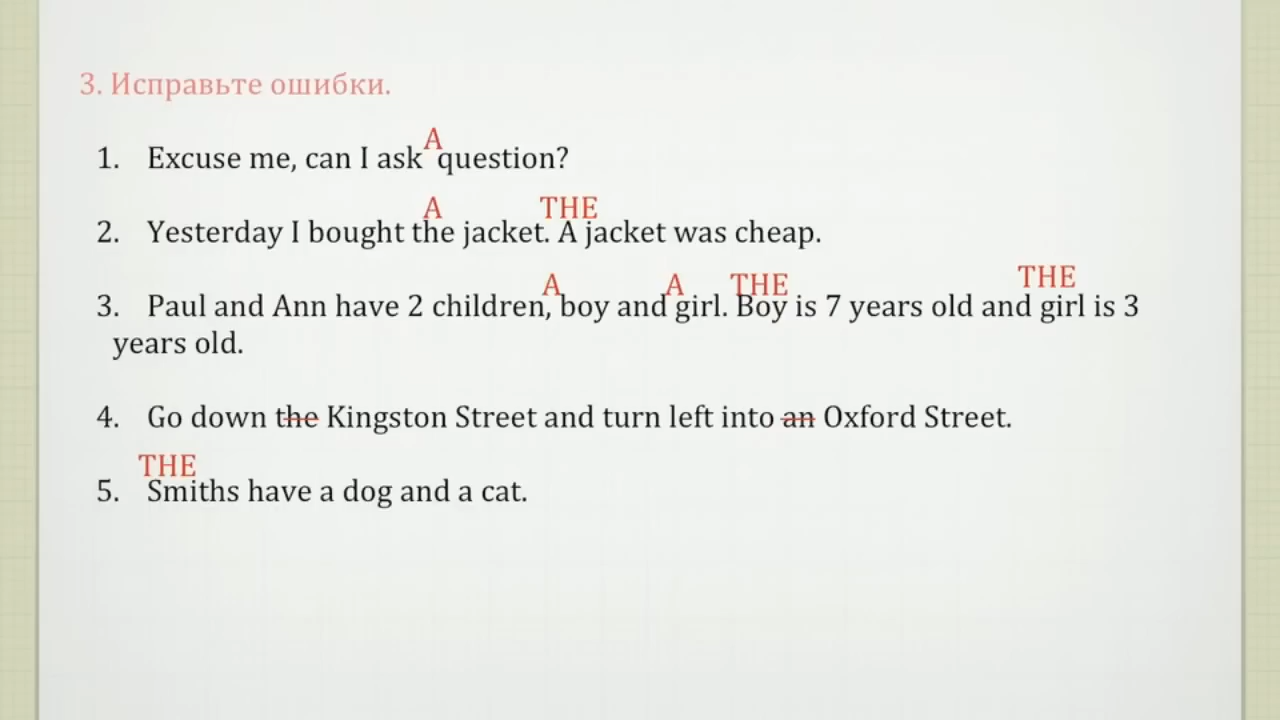 3. Исправьте ошибки.
A
1. Excuse me, can I ask question?
A THE
2. Yesterday I bought the jacket. A jacket was cheap.
A A THE THE
3. Paul and Ann have 2 children, boy and girl. Boy is 7 years old and girl is 3
years old.
4. Go down the Kingston Street and turn left into an Oxford Street.
THE
5. Smiths have a dog and a cat.